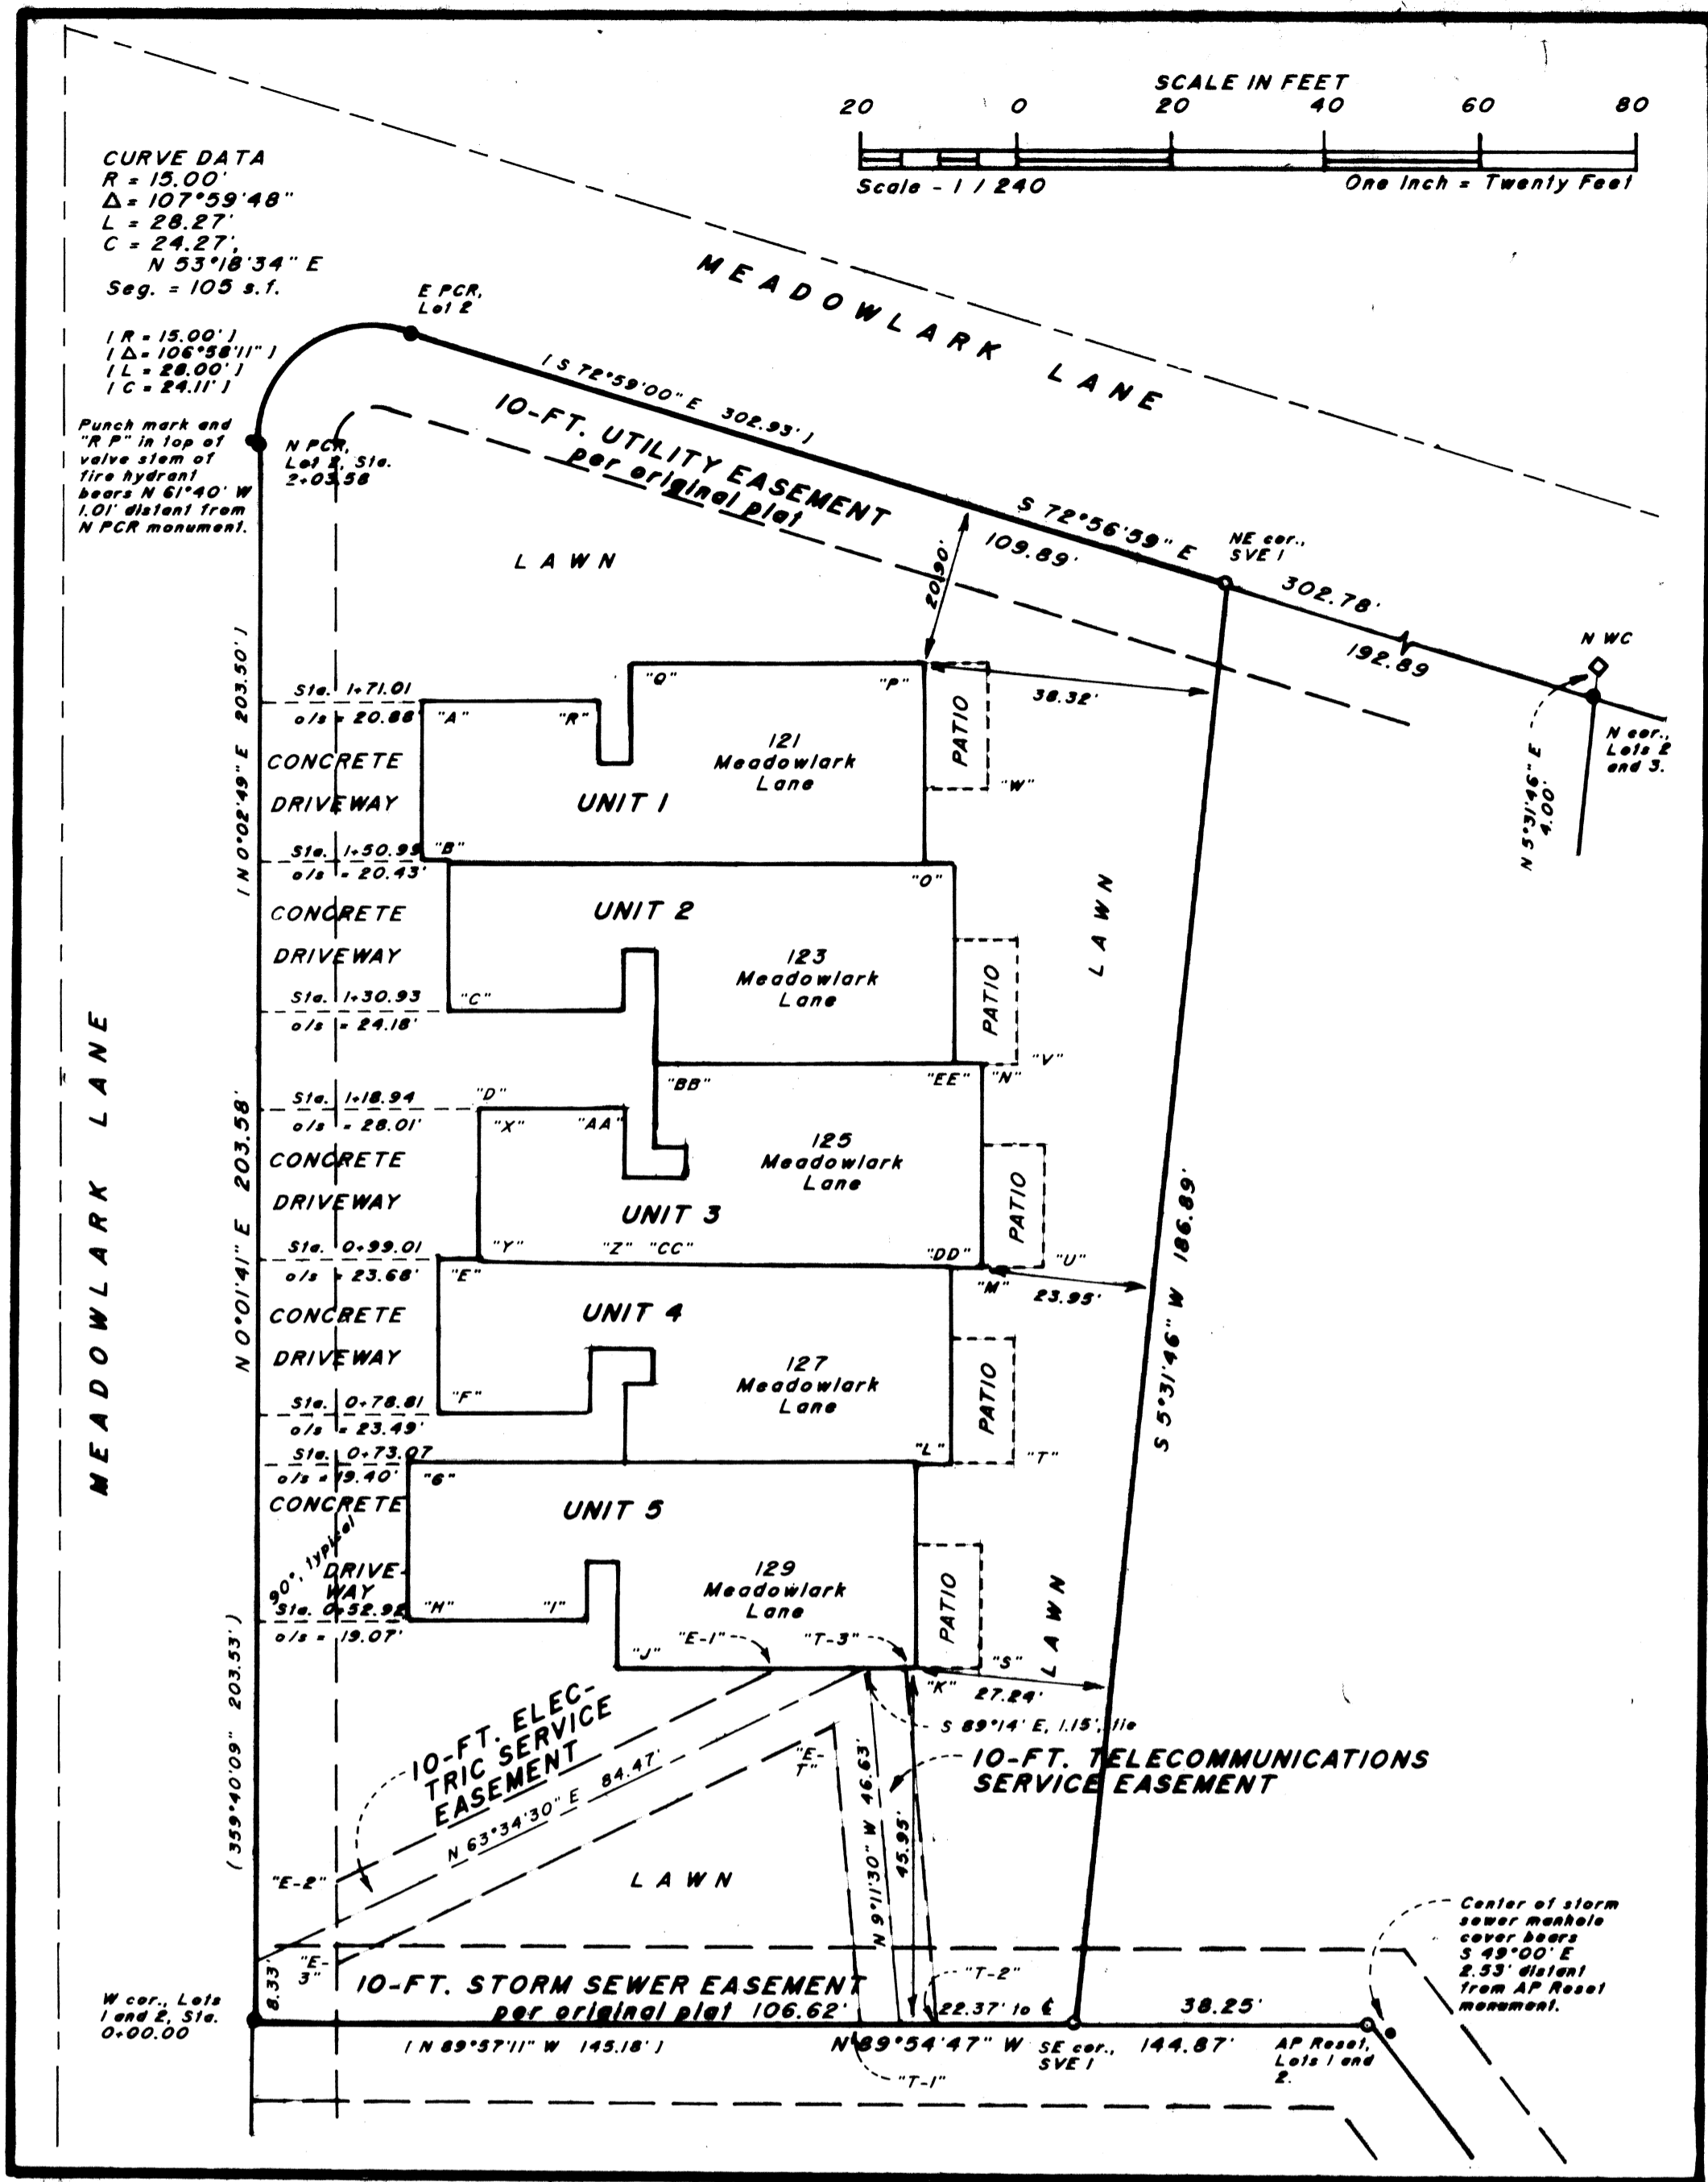 SCALE IN FEET
20 0 20 40 60 80
Scale - 1 / 240 One Inch = Twenty Feet
CURVE DATA
R = 15.00'
Δ = 107°59'48"
L = 28.27'
C = 24.27',
N 53°18'34" E
Seg. = 105 s.f.
( R = 15.00' )
( Δ = 106°58'11" )
( L = 28.00' )
( C = 24.11' )
Punch mark and
"R P" in top of
valve stem of
fire hydrant
bears N 61°40' W
1.01' distant from
N PCR monument.
E PCR,
Lot 2
N PCR,
Lot 2, Sta.
2+03.58
MEADOWLARK LANE
( S 72°59'00" E 302.93' )
10-FT. UTILITY EASEMENT
per original plat
S 72°56'59" E
109.89'
NE cor.,
SVE 1
302.78'
192.89
N WC
N 5°31'46" E
4.00'
N cor.,
Lots 2
and 3.
LAWN
20.90'
38.32'
( N 0°02'49" E 203.50' )
Sta. 1+71.01
o/s = 20.88'
"A" "R" "Q" "P"
CONCRETE
DRIVEWAY
121
Meadowlark
Lane
UNIT 1
PATIO
"W"
Sta. 1+50.99
o/s = 20.43'
"B"
"O"
CONCRETE
DRIVEWAY
UNIT 2
123
Meadowlark
Lane
PATIO
LAWN
Sta. 1+30.93
o/s = 24.18'
"C"
"V"
"BB" "EE" "N"
Sta. 1+18.94
o/s = 28.01'
"D"
"X" "AA"
CONCRETE
DRIVEWAY
125
Meadowlark
Lane
UNIT 3
PATIO
MEADOWLARK LANE
N 0°01'41" E 203.58'
S 5°31'46" W 186.89'
Sta. 0+99.01
o/s = 23.68'
"Y" "Z" "CC" "DD" "U"
"E" "M"
23.95'
CONCRETE
DRIVEWAY
UNIT 4
127
Meadowlark
Lane
PATIO
Sta. 0+78.81
o/s = 23.49'
"F"
"L" "T"
Sta. 0+73.07
o/s = 19.40'
"G"
CONCRETE
DRIVE-
WAY
90°, typical
UNIT 5
129
Meadowlark
Lane
PATIO
LAWN
Sta. 0+52.92
o/s = 19.07'
"H" "I"
"J" "E-1" "T-3" "S"
"K"
27.24'
(359°40'09" 203.53')
S 89°14' E, 1.15', tie
10-FT. ELEC-
TRIC SERVICE
EASEMENT
N 63°34'30" E 84.47'
"E-
T"
N 9°11'30" W 46.63'
45.95'
10-FT. TELECOMMUNICATIONS
SERVICE EASEMENT
"E-2"
LAWN
"E-
3"
8.33'
10-FT. STORM SEWER EASEMENT
per original plat 106.62'
"T-2"
22.37' to ℄
38.25'
W cor., Lots
1 and 2, Sta.
0+00.00
( N 89°57'11" W 145.18' )
N 89°54'47" W
SE cor.,
SVE 1
144.87'
AP Reset,
Lots 1 and
2.
"T-1"
Center of storm
sewer manhole
cover bears
S 49°00' E
2.53' distant
from AP Reset
monument.